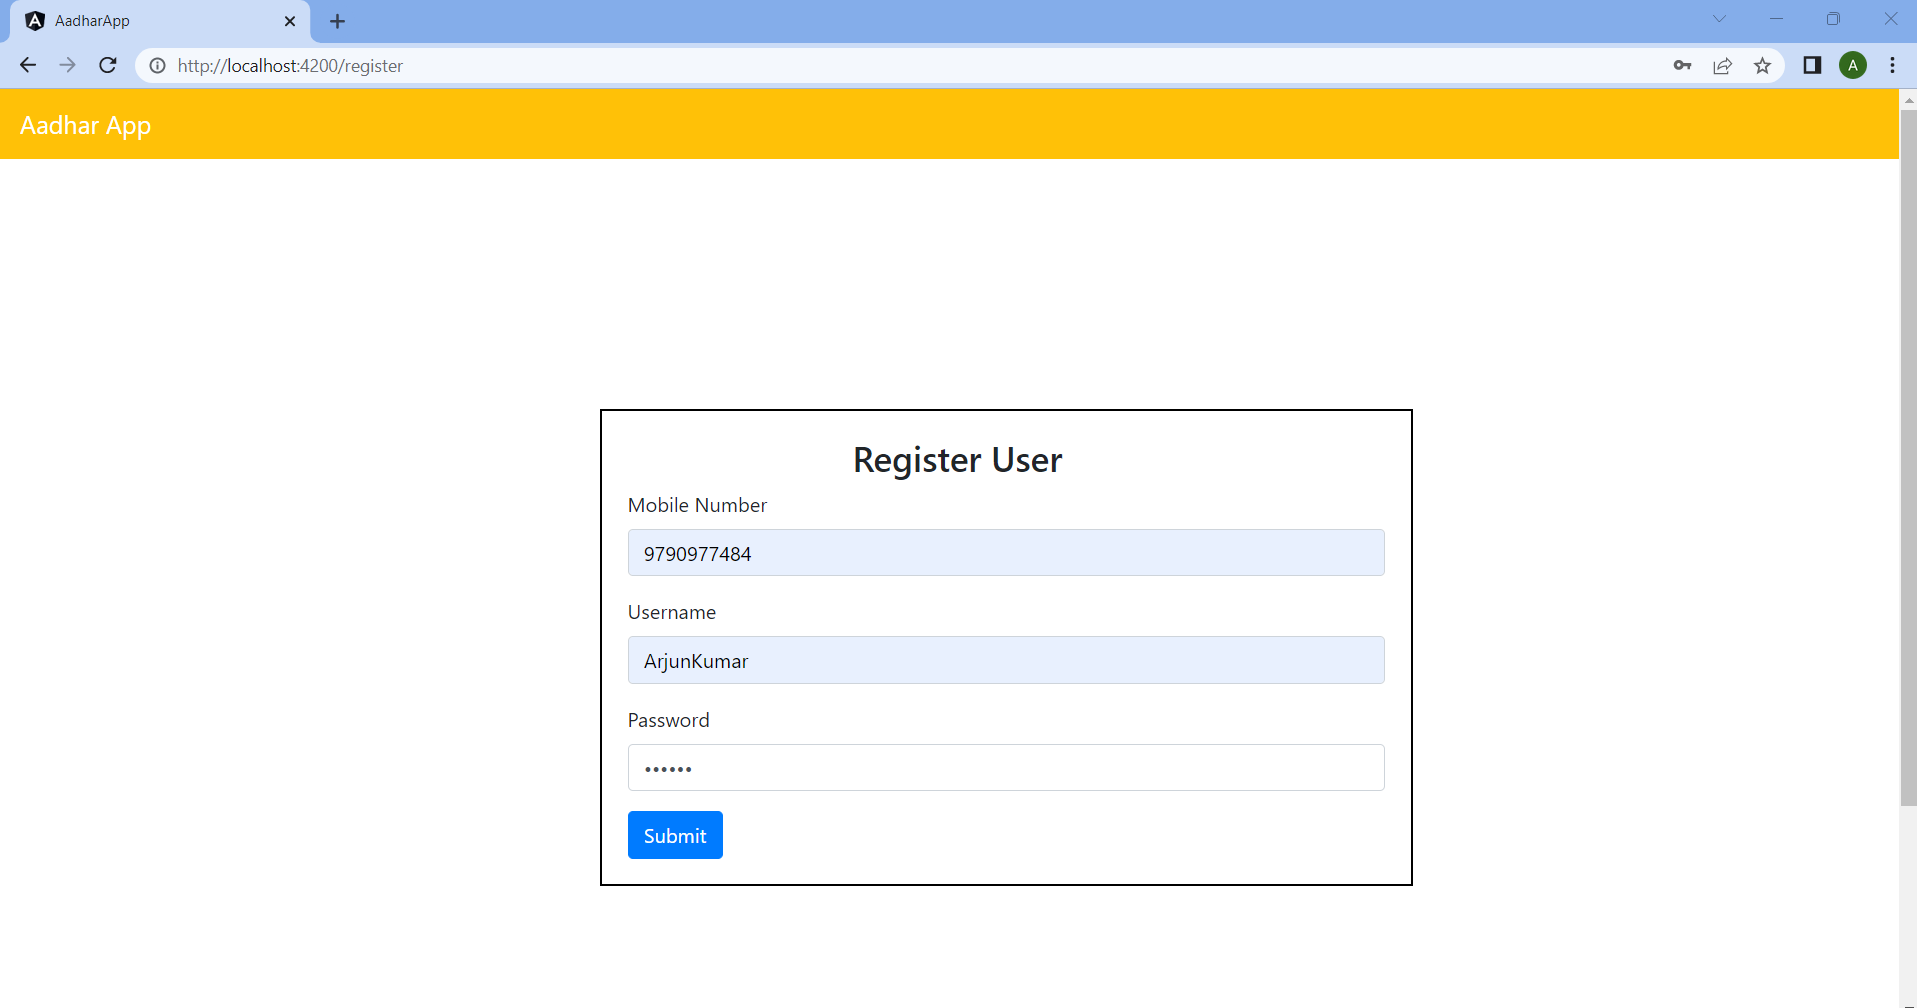 AadharApp
http://localhost:4200/register
A
Aadhar App
Register User
Mobile Number
9790977484
Username
ArjunKumar
Password
••••••
Submit